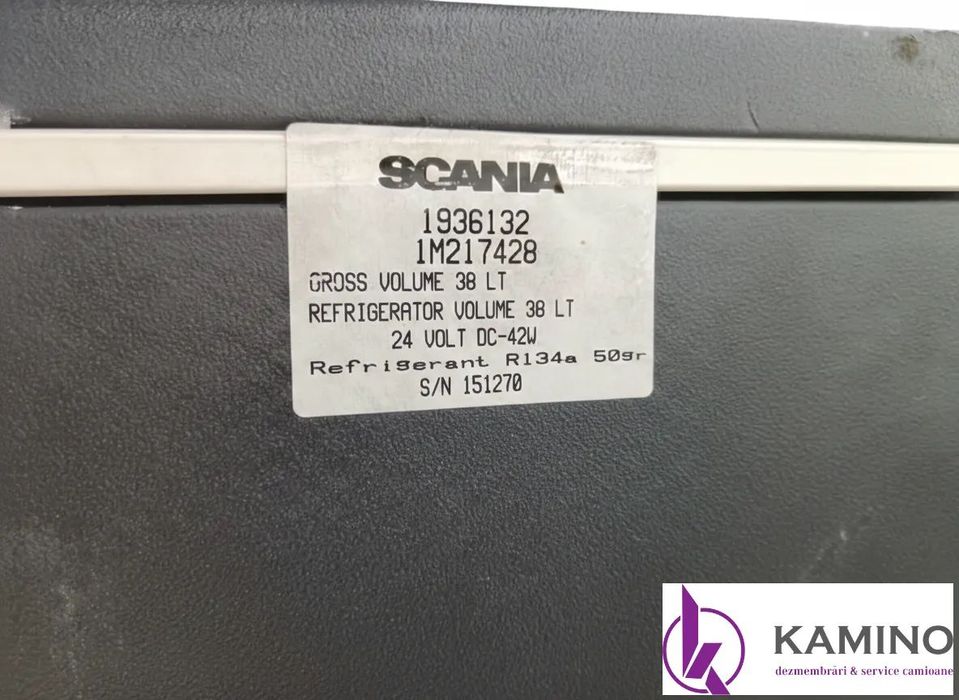 SCANIA
1936132
1M217428
GROSS VOLUME 38 LT
REFRIGERATOR VOLUME 38 LT
24 VOLT DC-42W
Refrigerant R134a 50gr
S/N 151270
KAMINO
dezmembrări & service camioane